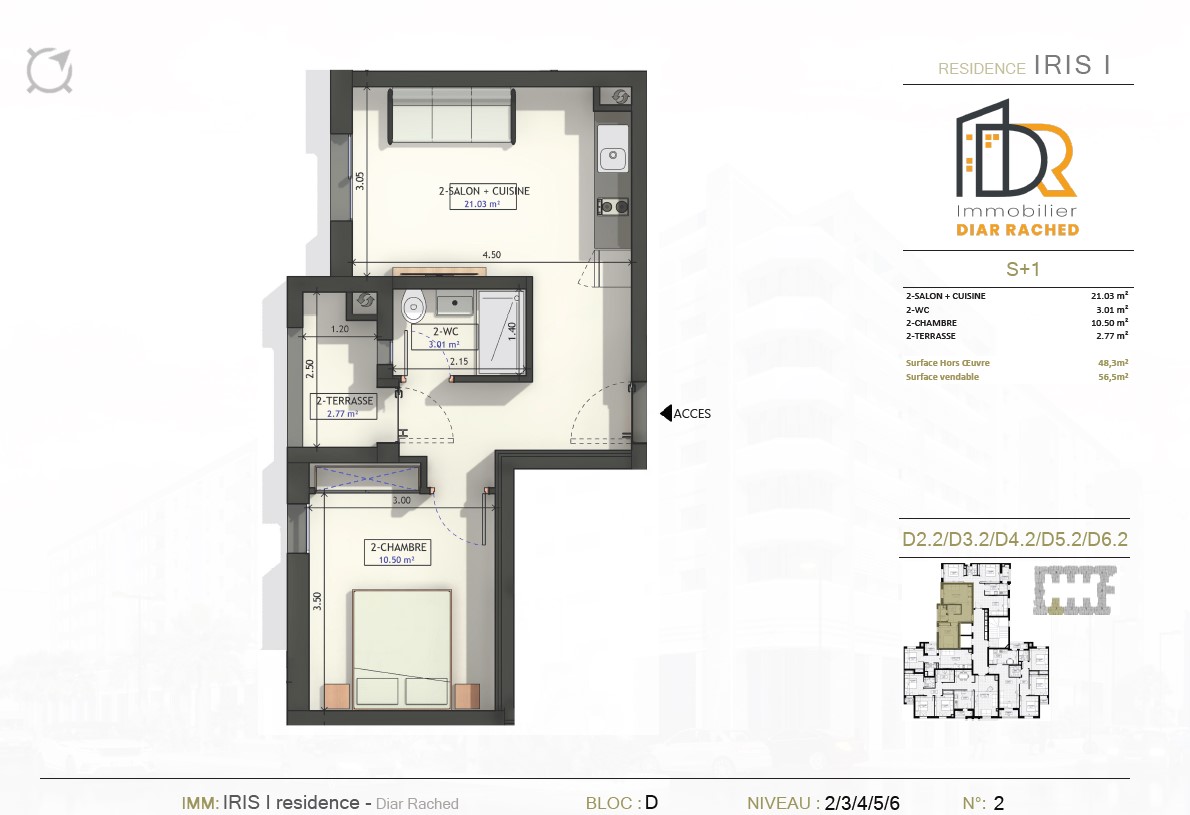 RESIDENCE IRIS I
DR
Immobilier
DIAR RACHED
S+1
2-SALON + CUISINE 21.03 m²
2-WC 3.01 m²
2-CHAMBRE 10.50 m²
2-TERRASSE 2.77 m²
Surface Hors Œuvre 48,3m²
Surface vendable 56,5m²
3.05
2-SALON + CUISINE
21.03 m²
4.50
1.20
2-WC
3.01 m²
1.40
2.15
2.50
2-TERRASSE
2.77 m²
ACCES
3.00
2-CHAMBRE
10.50 m²
3.50
D2.2/D3.2/D4.2/D5.2/D6.2
IMM: IRIS I residence - Diar Rached BLOC : D NIVEAU : 2/3/4/5/6 N°: 2